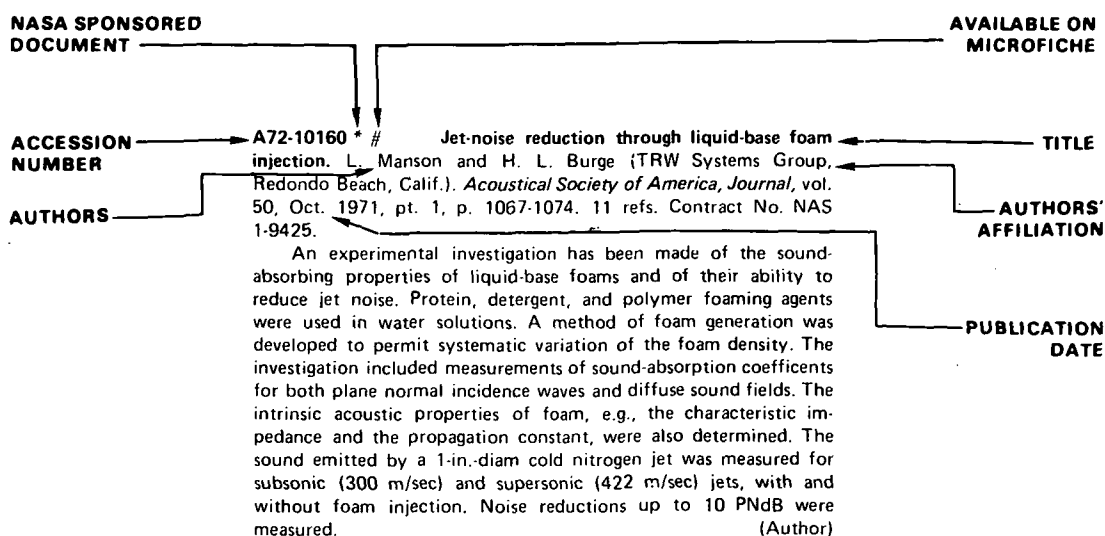 NASA SPONSORED
DOCUMENT
AVAILABLE ON
MICROFICHE
ACCESSION
NUMBER
A72-10160 * # Jet-noise reduction through liquid-base foam
TITLE
injection. L. Manson and H. L. Burge (TRW Systems Group,
Redondo Beach, Calif.). Acoustical Society of America, Journal, vol.
AUTHORS
50, Oct. 1971, pt. 1, p. 1067-1074. 11 refs. Contract No. NAS
1-9425.
AUTHORS'
AFFILIATION
An experimental investigation has been made of the sound-
absorbing properties of liquid-base foams and of their ability to
reduce jet noise. Protein, detergent, and polymer foaming agents
were used in water solutions. A method of foam generation was
developed to permit systematic variation of the foam density. The
PUBLICATION
DATE
investigation included measurements of sound-absorption coefficents
for both plane normal incidence waves and diffuse sound fields. The
intrinsic acoustic properties of foam, e.g., the characteristic im-
pedance and the propagation constant, were also determined. The
sound emitted by a 1-in.-diam cold nitrogen jet was measured for
subsonic (300 m/sec) and supersonic (422 m/sec) jets, with and
without foam injection. Noise reductions up to 10 PNdB were
measured. (Author)